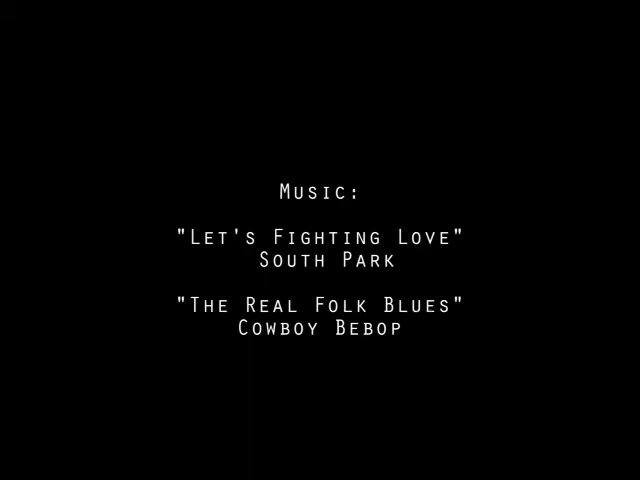 Music:
"Let's Fighting Love"
South Park
"The Real Folk Blues"
Cowboy Bebop